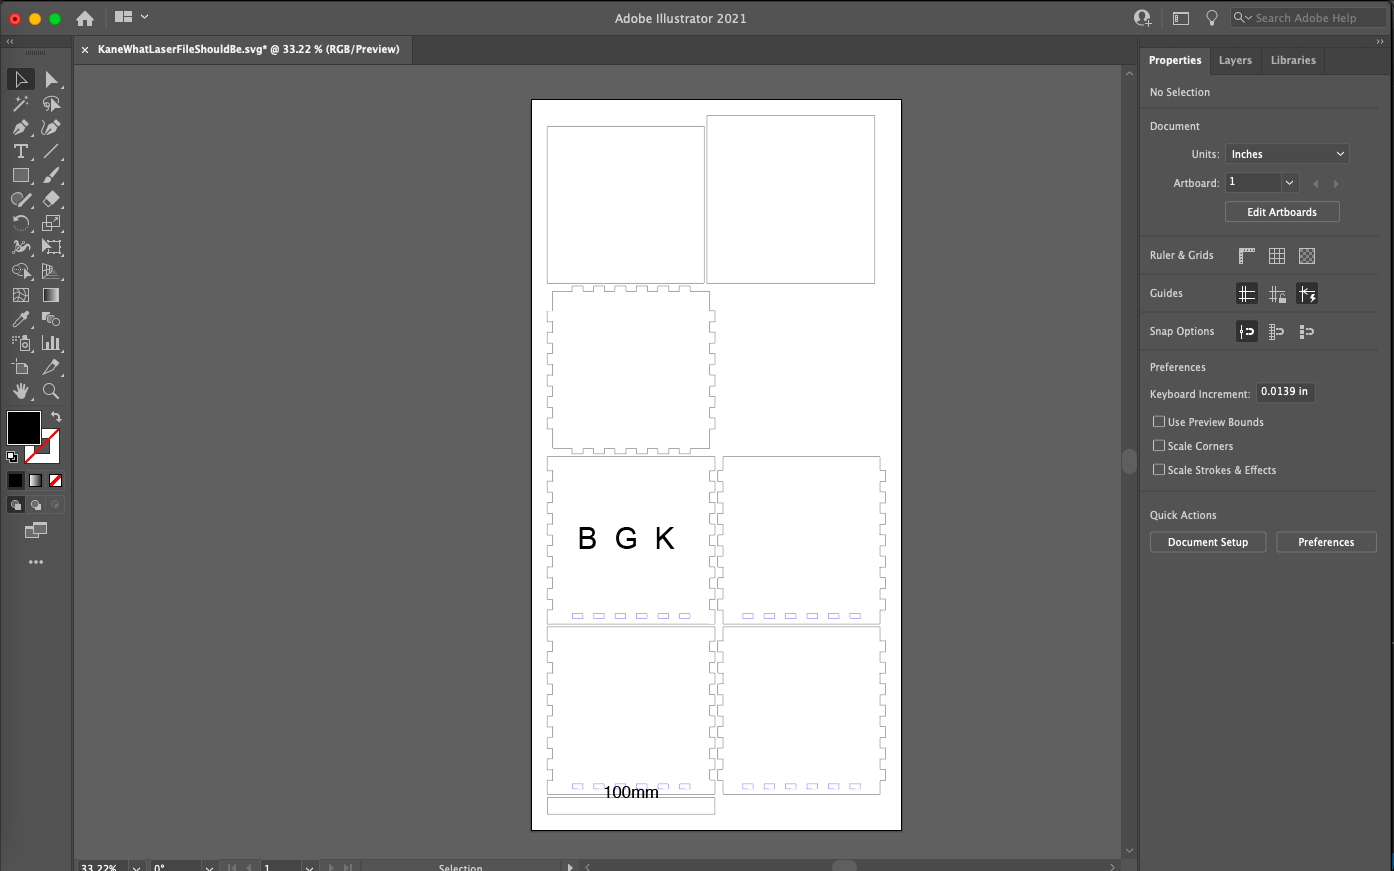 Adobe Illustrator 2021
Search Adobe Help
KaneWhatLaserFileShouldBe.svg* @ 33.22 % (RGB/Preview)
Properties
Layers
Libraries
No Selection
Document
Units: Inches
Artboard: 1
Edit Artboards
Ruler & Grids
Guides
Snap Options
Preferences
Keyboard Increment: 0.0139 in
Use Preview Bounds
Scale Corners
Scale Strokes & Effects
Quick Actions
Document Setup
Preferences
B G K
100mm
33.22%
0°
1
Selection